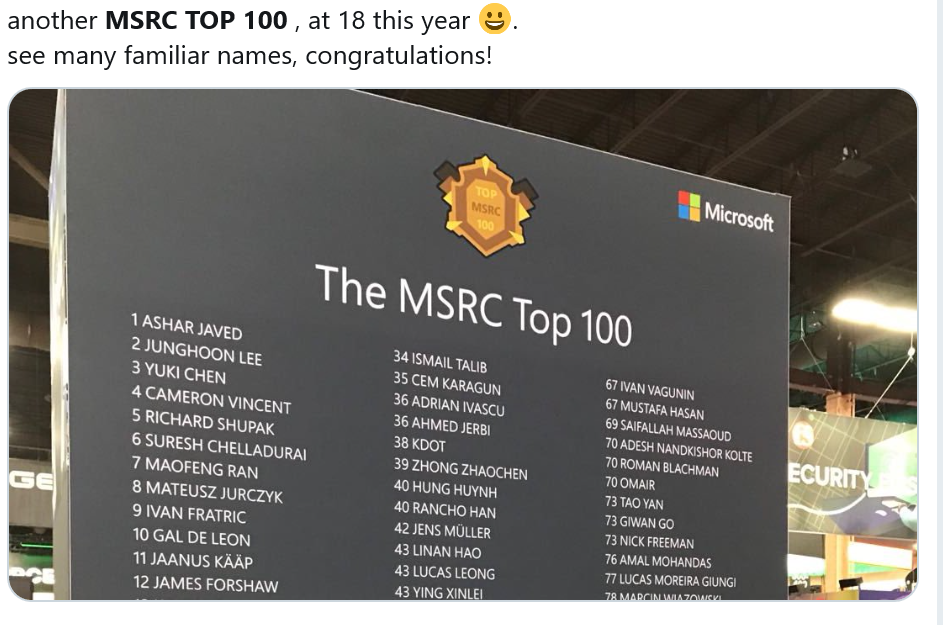 another MSRC TOP 100 , at 18 this year 😀.
see many familiar names, congratulations!
TOP
MSRC
100
Microsoft
The MSRC Top 100
1 ASHAR JAVED
2 JUNGHOON LEE
3 YUKI CHEN
4 CAMERON VINCENT
5 RICHARD SHUPAK
6 SURESH CHELLADURAI
7 MAOFENG RAN
8 MATEUSZ JURCZYK
9 IVAN FRATRIC
10 GAL DE LEON
11 JAANUS KÄÄP
12 JAMES FORSHAW
34 ISMAIL TALIB
35 CEM KARAGUN
36 ADRIAN IVASCU
36 AHMED JERBI
38 KDOT
39 ZHONG ZHAOCHEN
40 HUNG HUYNH
40 RANCHO HAN
42 JENS MÜLLER
43 LINAN HAO
43 LUCAS LEONG
43 YING XINLEI
67 IVAN VAGUNIN
67 MUSTAFA HASAN
69 SAIFALLAH MASSAOUD
70 ADESH NANDKISHOR KOLTE
70 ROMAN BLACHMAN
70 OMAIR
73 TAO YAN
73 GIWAN GO
73 NICK FREEMAN
76 AMAL MOHANDAS
77 LUCAS MOREIRA GIUNGI
78 MARCIN WIAZOWSKI
GE
ECURITY